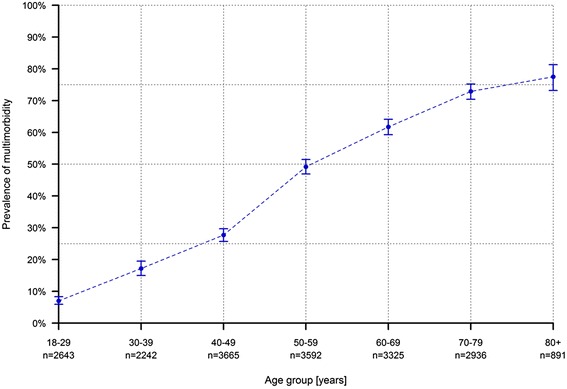 100%
90%
80%
70%
60%
50%
40%
30%
20%
10%
0%
Prevalence of multimorbidity
18-29 30-39 40-49 50-59 60-69 70-79 80+
n=2643 n=2242 n=3665 n=3592 n=3325 n=2936 n=891
Age group [years]